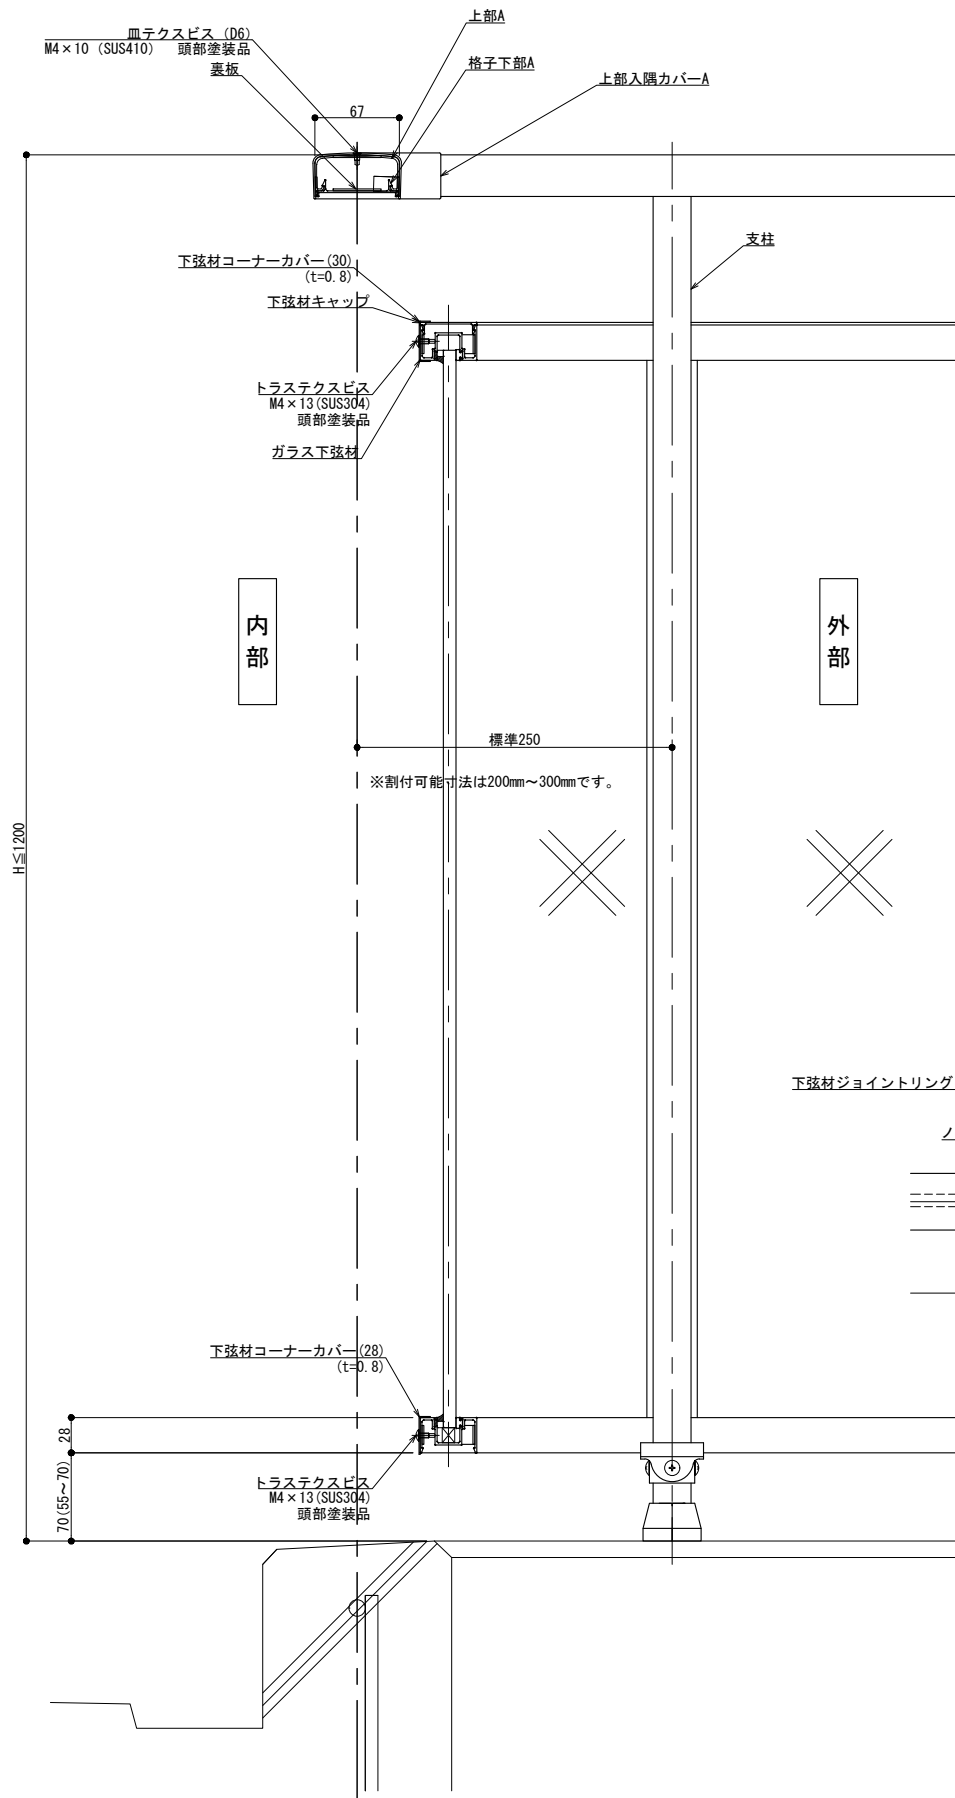 上部A
皿テクスビス (D6)
M4×10 (SUS410) 頭部塗装品
裏板
格子下部A
上部入隅カバーA
67
支柱
下弦材コーナーカバー(30)
(t=0.8)
下弦材キャップ
トラステクスビス
M4×13(SUS304)
頭部塗装品
ガラス下弦材
内部
外部
標準250
※割付可能寸法は200mm～300mmです。
H≦1200
下弦材ジョイントリング
下弦材コーナーカバー(28)
(t=0.8)
28
70(55～70)
トラステクスビス
M4×13(SUS304)
頭部塗装品